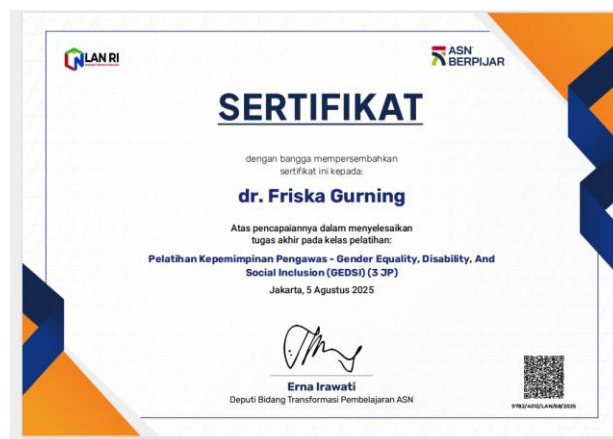 LAN RI
ASN
BERPIJAR
SERTIFIKAT
dengan bangga mempersembahkan
sertifikat ini kepada:
dr. Friska Gurning
Atas pencapaiannya dalam menyelesaikan
tugas akhir pada kelas pelatihan:
Pelatihan Kepemimpinan Pengawas - Gender Equality, Disability, And
Social Inclusion (GEDSI) (3 JP)
Jakarta, 5 Agustus 2025
Erna Irawati
Deputi Bidang Transformasi Pembelajaran ASN